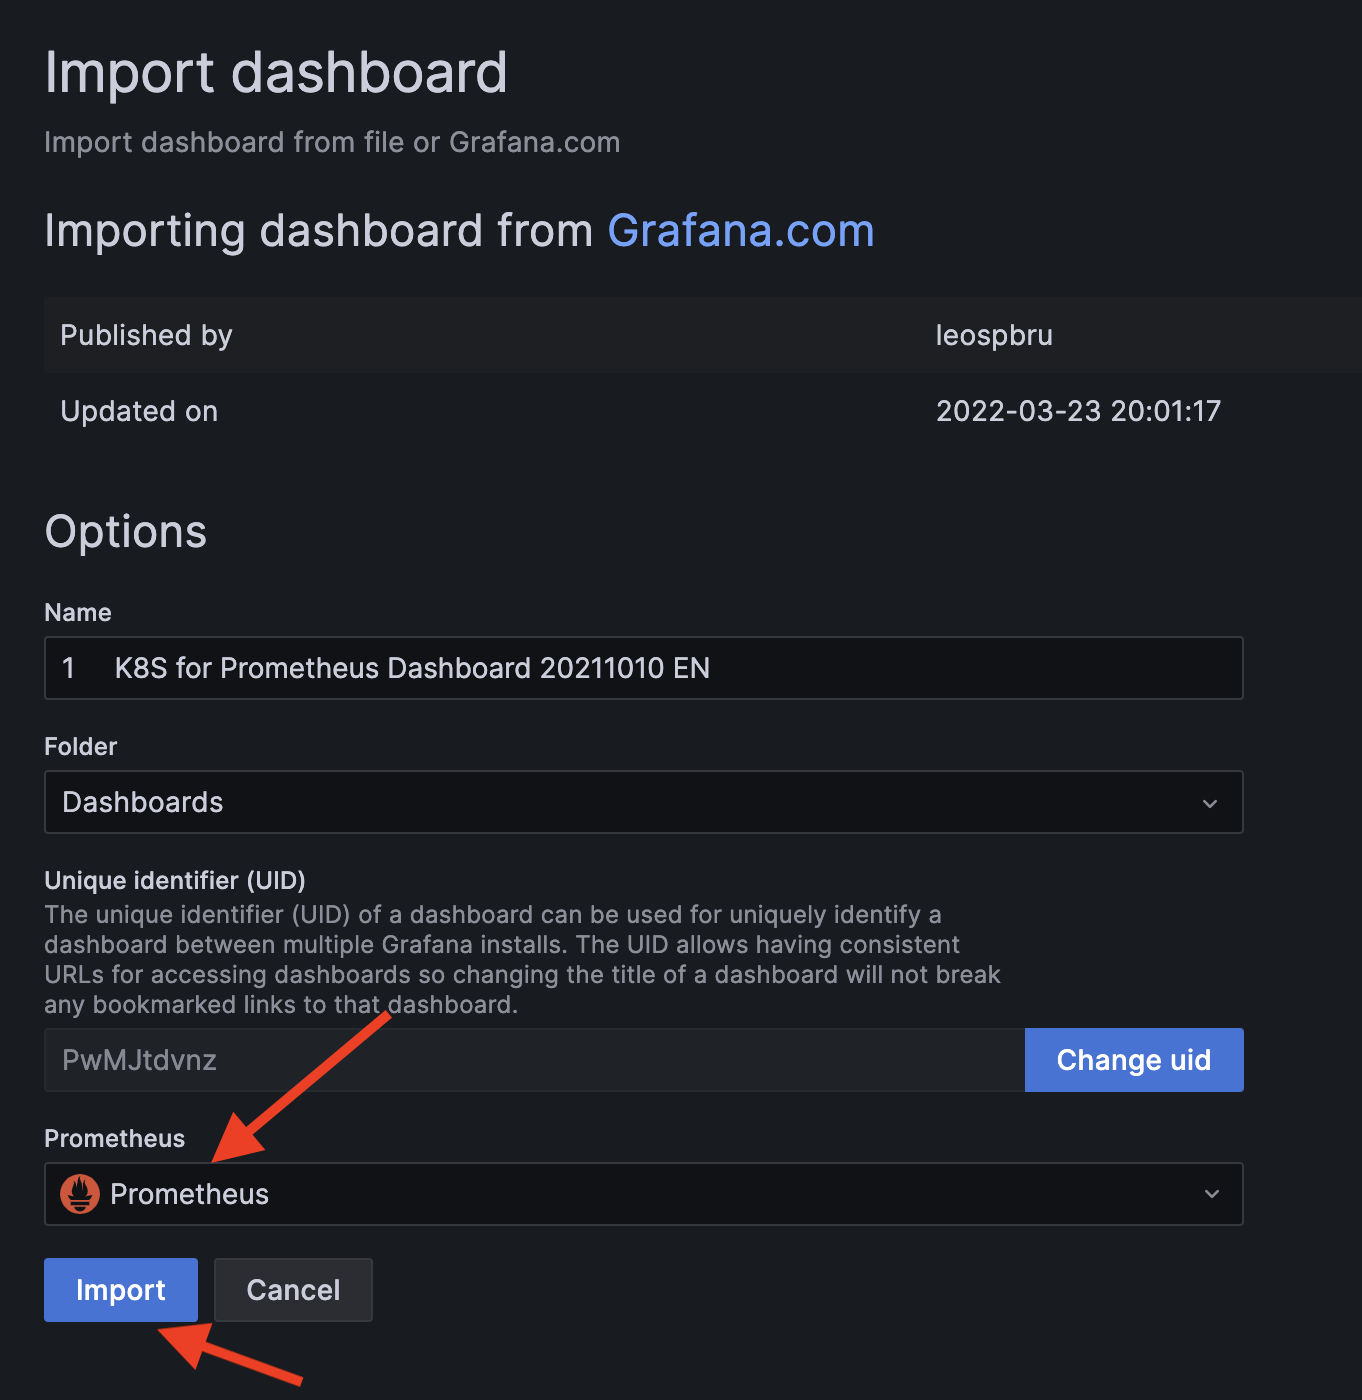 Import dashboard
Import dashboard from file or Grafana.com
Importing dashboard from Grafana.com
Published by leospbru
Updated on 2022-03-23 20:01:17
Options
Name
1 K8S for Prometheus Dashboard 20211010 EN
Folder
Dashboards
Unique identifier (UID)
The unique identifier (UID) of a dashboard can be used for uniquely identify a
dashboard between multiple Grafana installs. The UID allows having consistent
URLs for accessing dashboards so changing the title of a dashboard will not break
any bookmarked links to that dashboard.
PwMJtdvnz Change uid
Prometheus
Prometheus
Import Cancel